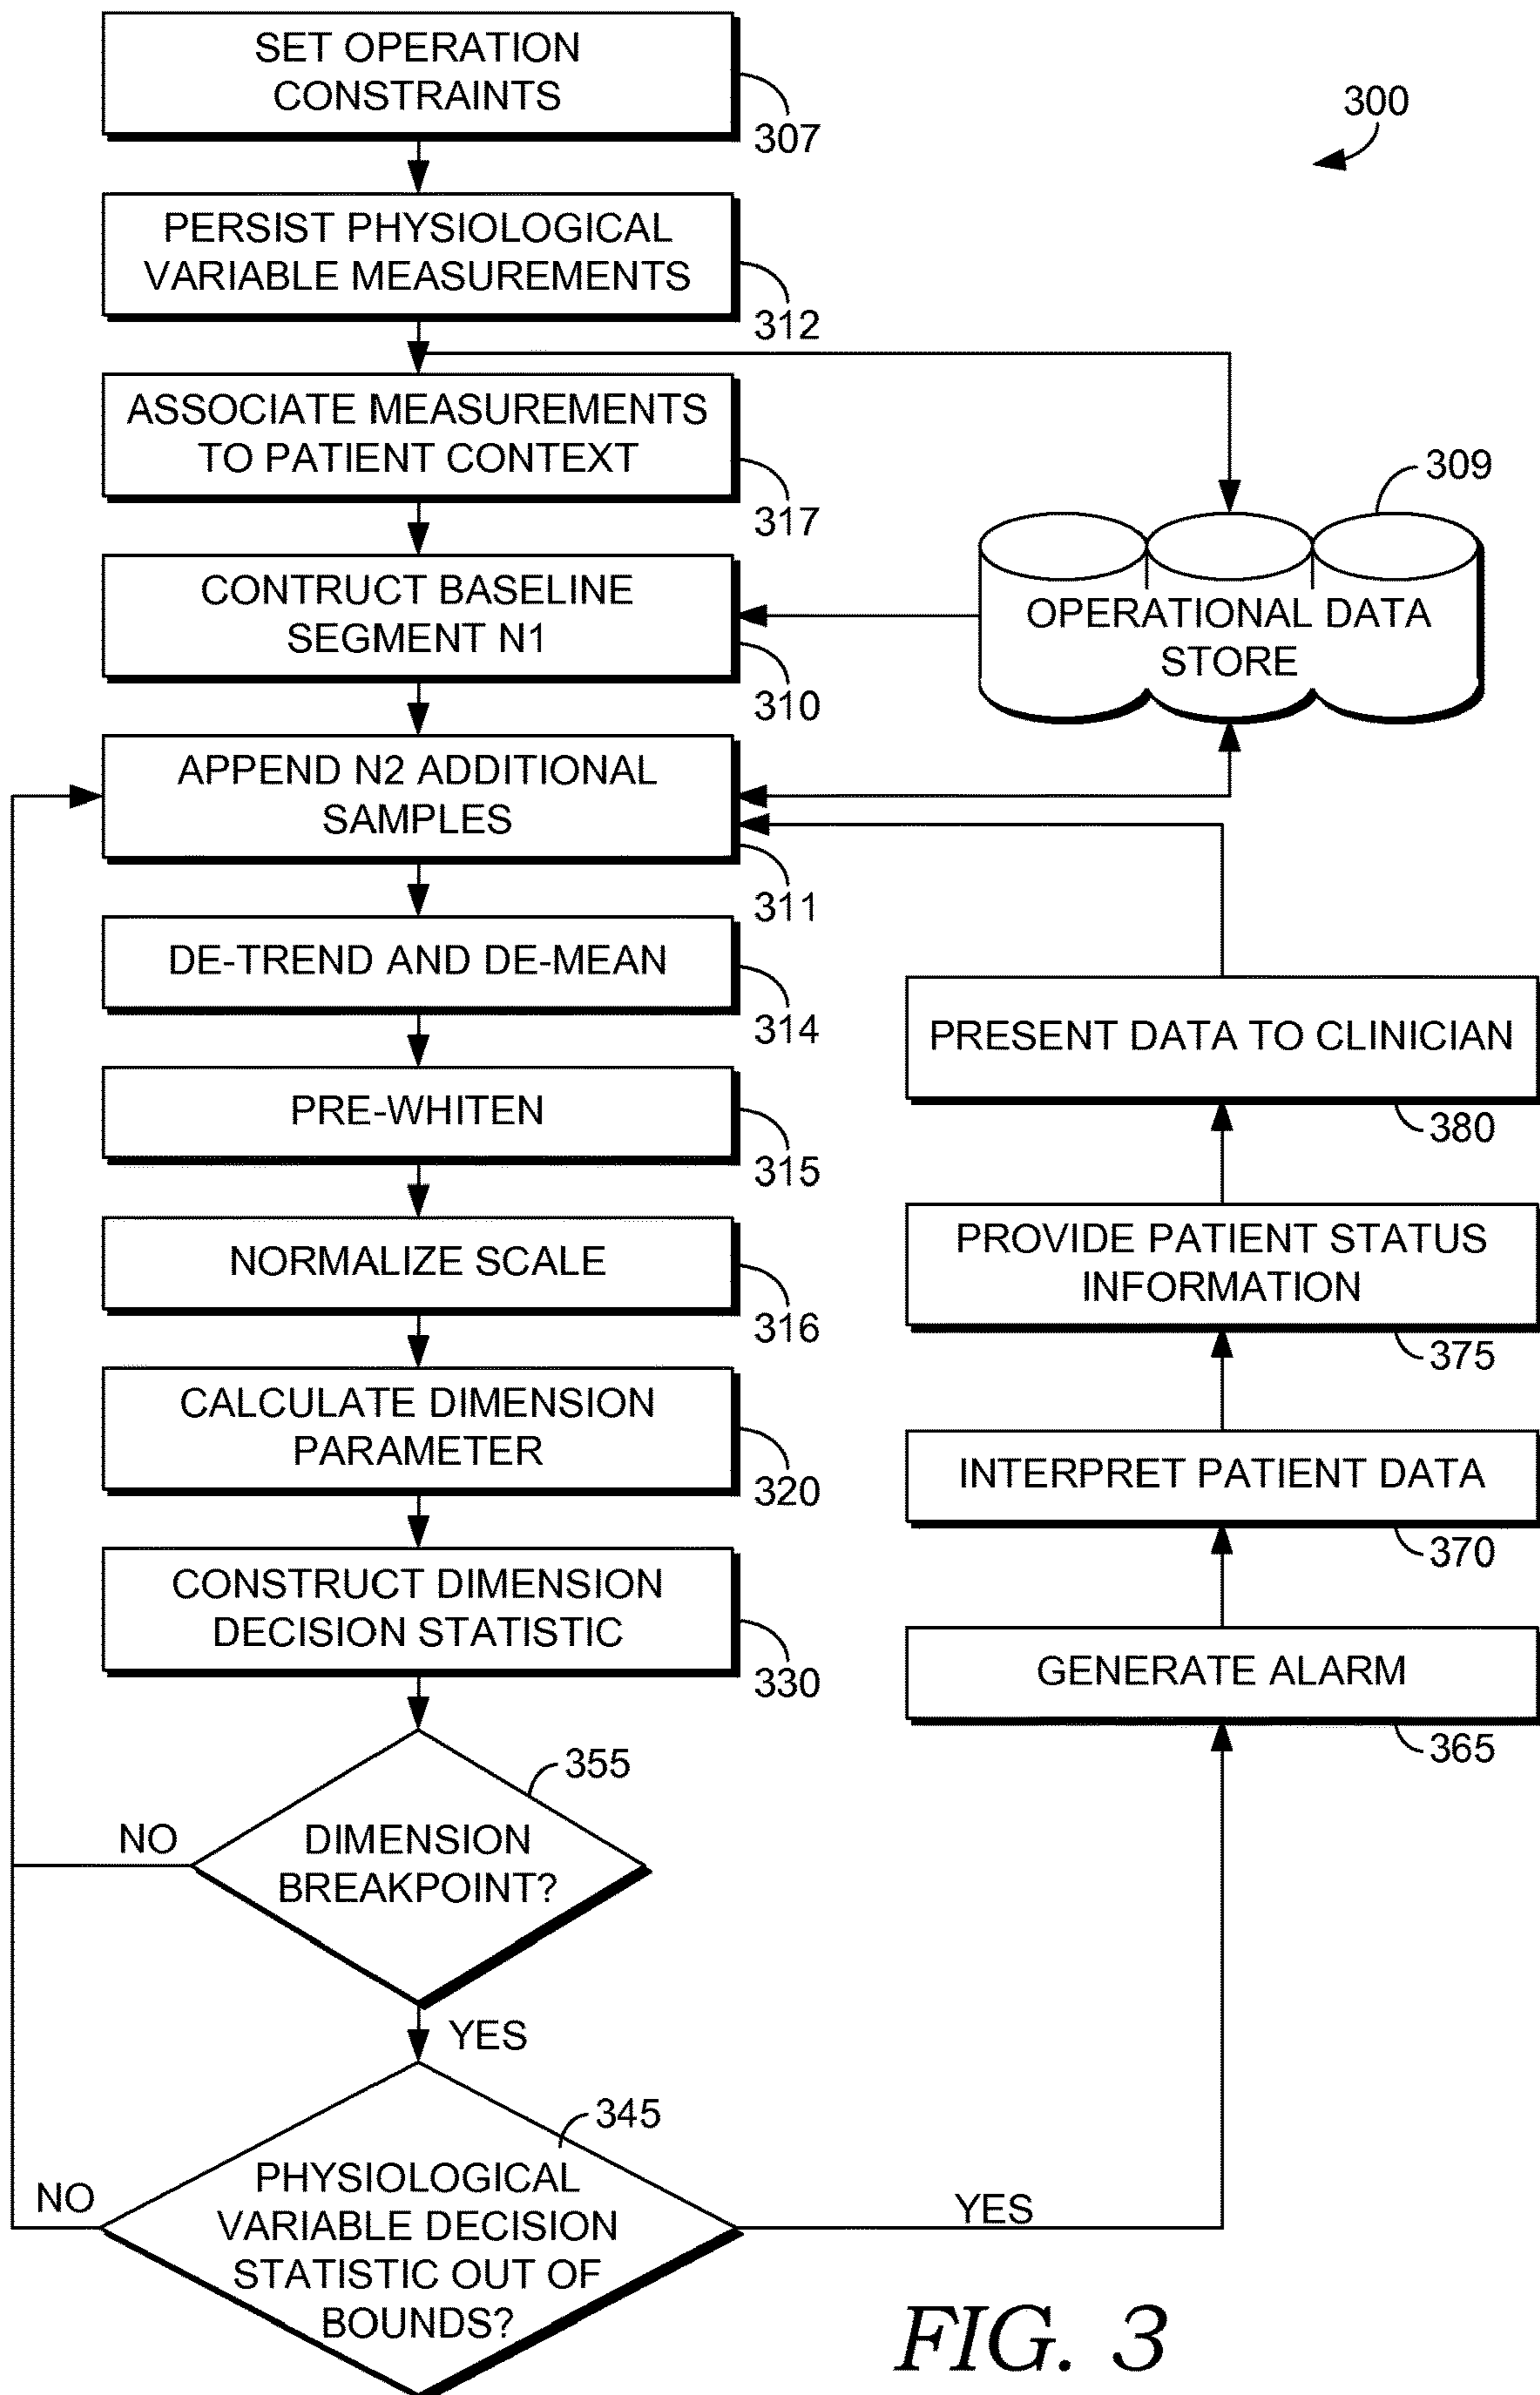 SET OPERATION
CONSTRAINTS
307
300
PERSIST PHYSIOLOGICAL
VARIABLE MEASUREMENTS
312
ASSOCIATE MEASUREMENTS
TO PATIENT CONTEXT
317
309
OPERATIONAL DATA
STORE
CONTRUCT BASELINE
SEGMENT N1
310
APPEND N2 ADDITIONAL
SAMPLES
311
DE-TREND AND DE-MEAN
314
PRE-WHITEN
315
NORMALIZE SCALE
316
CALCULATE DIMENSION
PARAMETER
320
CONSTRUCT DIMENSION
DECISION STATISTIC
330
355
DIMENSION
BREAKPOINT?
NO
YES
345
PHYSIOLOGICAL
VARIABLE DECISION
STATISTIC OUT OF
BOUNDS?
NO
YES
GENERATE ALARM
365
INTERPRET PATIENT DATA
370
PROVIDE PATIENT STATUS
INFORMATION
375
PRESENT DATA TO CLINICIAN
380
FIG. 3